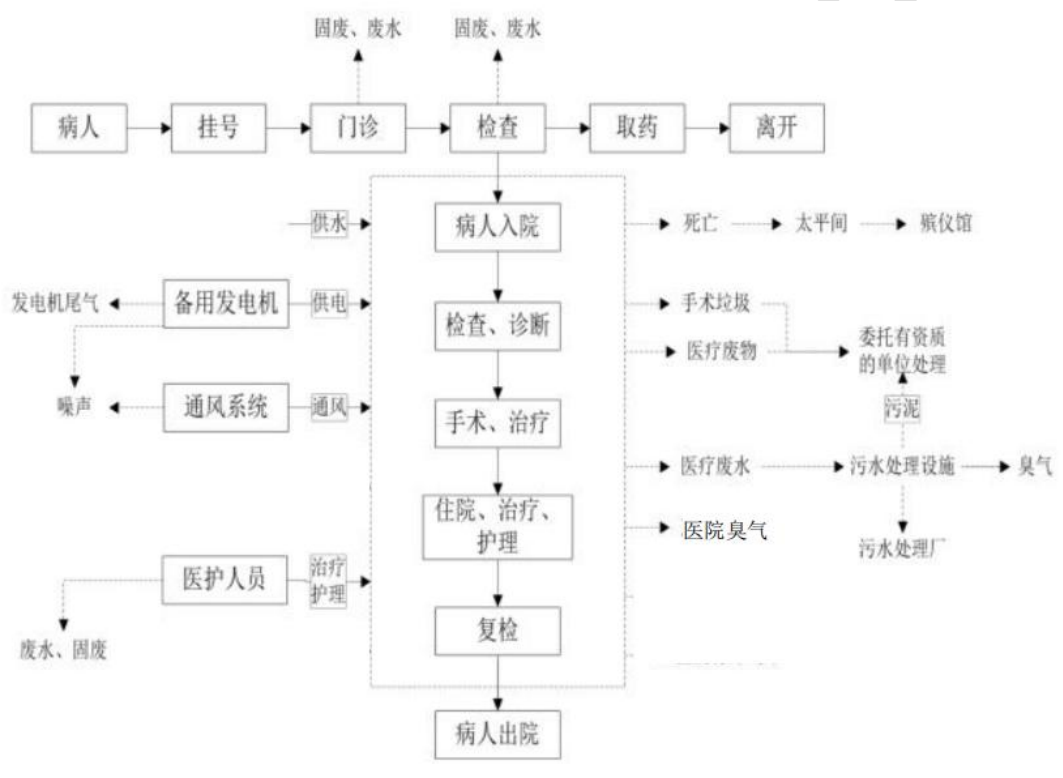 固废、废水
固废、废水
病人
挂号
门诊
检查
取药
离开
供水
病人入院
死亡
太平间
殡仪馆
发电机尾气
备用发电机
供电
检查、诊断
手术垃圾
医疗废物
委托有资质
的单位处理
噪声
通风系统
通风
手术、治疗
污泥
医疗废水
污水处理设施
臭气
住院、治疗、
护理
医院臭气
污水处理厂
医护人员
治疗
护理
废水、固废
复检
病人出院